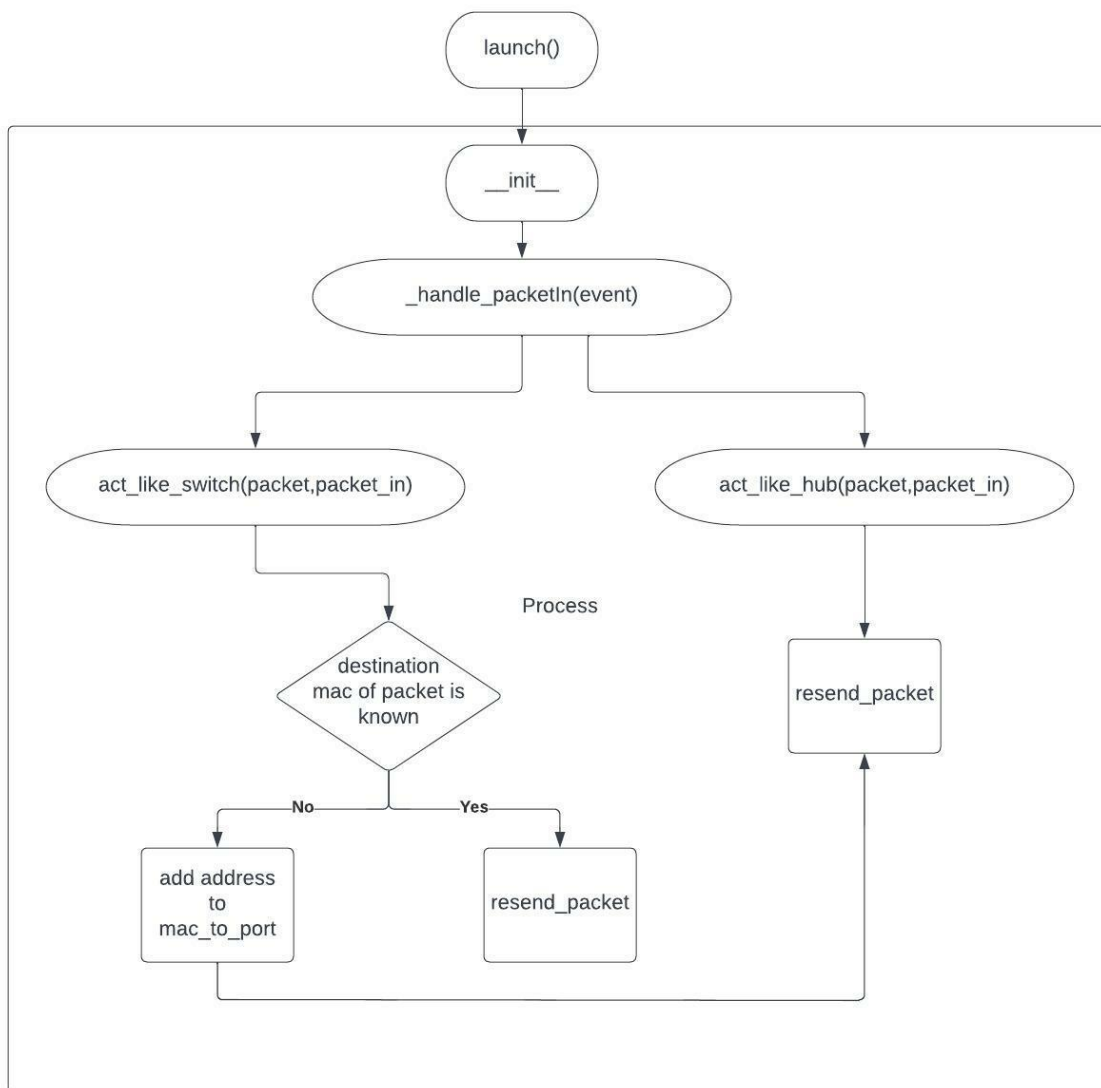 launch()
__init__
_handle_packetIn(event)
act_like_switch(packet,packet_in)
act_like_hub(packet,packet_in)
Process
destination
mac of packet is
known
resend_packet
No
Yes
add address
to
mac_to_port
resend_packet